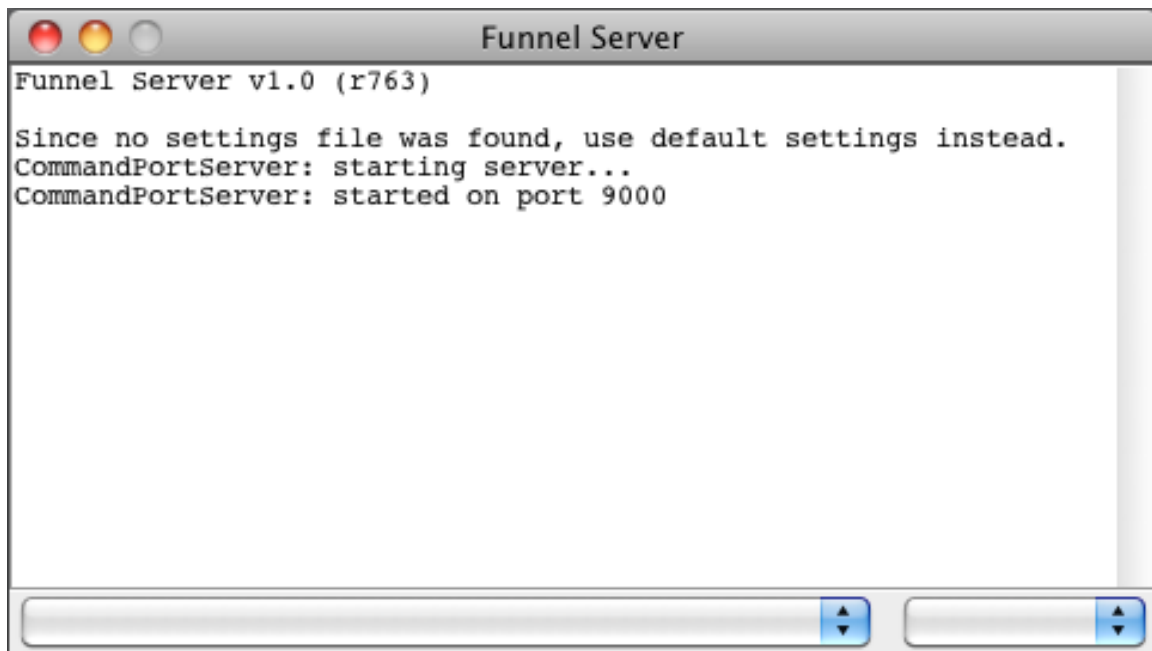 Funnel Server
Funnel Server v1.0 (r763)
Since no settings file was found, use default settings instead.
CommandPortServer: starting server...
CommandPortServer: started on port 9000